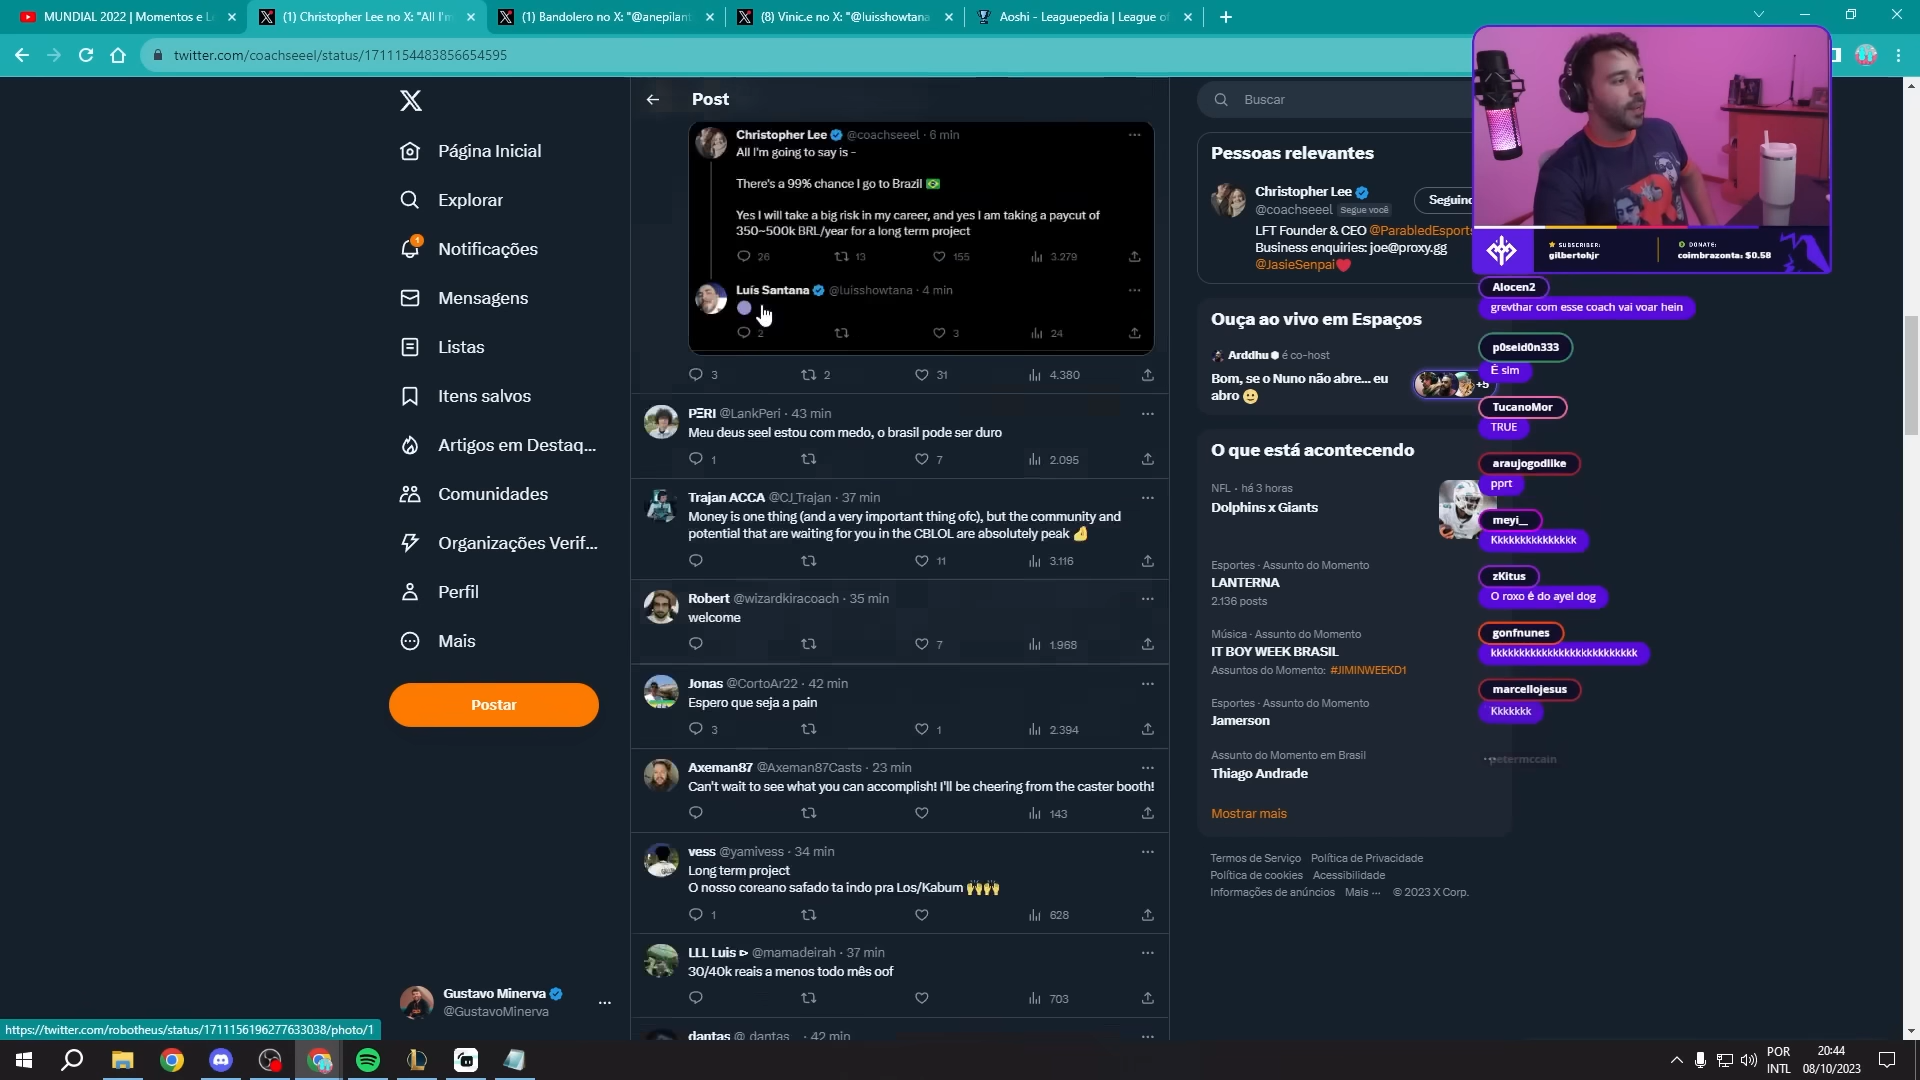 MUNDIAL 2022 | Momentos e L
(1) Christopher Lee no X: "All I'm
(1) Bandolero no X: "@anepilant
(8) Vinic.e no X: "@luisshowtana
Aoshi - Leaguepedia | League of
twitter.com/coachseeel/status/1711154483856654595
Página Inicial
Explorar
1
Notificações
Mensagens
Listas
Itens salvos
Artigos em Destaq...
Comunidades
Organizações Verif...
Perfil
Mais
Postar
Gustavo Minerva
@GustavoMinerva
https://twitter.com/robotheus/status/1711156196277633038/photo/1
Post
Christopher Lee @coachseeel · 6 min
All I'm going to say is -
There's a 99% chance I go to Brazil 🇧🇷
Yes I will take a big risk in my career, and yes I am taking a paycut of
350~500k BRL/year for a long term project
26 13 155 3.279
Luís Santana @luisshowtana · 4 min
🟣
2 3 24
3 2 31 4.380
PΞRI @LankPeri · 43 min
Meu deus seel estou com medo, o brasil pode ser duro
1 7 2.095
Trajan ACCA @CJ_Trajan · 37 min
Money is one thing (and a very important thing ofc), but the community and
potential that are waiting for you in the CBLOL are absolutely peak 🤌
11 3.116
Robert @wizardkiracoach · 35 min
welcome
7 1.968
Jonas @CortoAr22 · 42 min
Espero que seja a pain
3 1 2.394
Axeman87 @Axeman87Casts · 23 min
Can't wait to see what you can accomplish! I'll be cheering from the caster booth!
143
vess @yamivess · 34 min
Long term project
O nosso coreano safado ta indo pra Los/Kabum 🙌🙌
1 628
LLL Luis ▻ @mamadeirah · 37 min
30/40k reais a menos todo mês oof
703
dantas @_dantas__ · 42 min
Buscar
Pessoas relevantes
Christopher Lee
@coachseeel Segue você
Seguind
LFT Founder & CEO @ParabledEsports
Business enquiries: joe@proxy.gg
@JasieSenpai❤️
Ouça ao vivo em Espaços
Arddhu é co-host
Bom, se o Nuno não abre... eu
abro 🙂
+5
O que está acontecendo
NFL · há 3 horas
Dolphins x Giants
Esportes · Assunto do Momento
LANTERNA
2.136 posts
Música · Assunto do Momento
IT BOY WEEK BRASIL
Assuntos do Momento: #JIMINWEEKD1
Esportes · Assunto do Momento
Jamerson
Assunto do Momento em Brasil
Thiago Andrade
Mostrar mais
Termos de Serviço Política de Privacidade
Política de cookies Acessibilidade
Informações de anúncios Mais ··· © 2023 X Corp.
SUBSCRIBER:
gilbertohjr
DONATE:
coimbrazonta: $0.58
Alocen2
grevthar com esse coach vai voar hein
p0seid0n333
É sim
TucanoMor
TRUE
araujogodlike
pprt
meyi__
Kkkkkkkkkkkkkkk
zKitus
O roxo é do ayel dog
gonfnunes
kkkkkkkkkkkkkkkkkkkkkkkkkk
marcellojesus
Kkkkkkk
petermccain
POR
INTL
20:44
08/10/2023